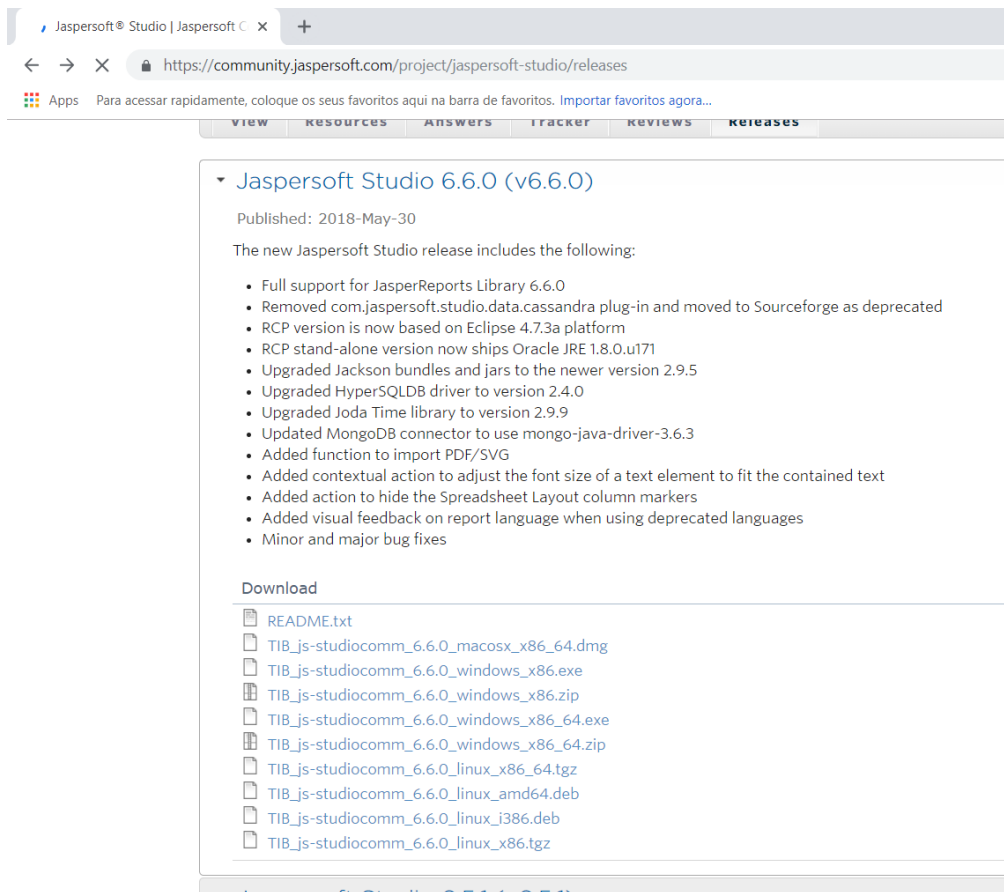 Jaspersoft® Studio | Jaspersoft C
https://community.jaspersoft.com/project/jaspersoft-studio/releases
Apps Para acessar rapidamente, coloque os seus favoritos aqui na barra de favoritos. Importar favoritos agora...
View Resources Answers Tracker Reviews Releases
Jaspersoft Studio 6.6.0 (v6.6.0)
Published: 2018-May-30
The new Jaspersoft Studio release includes the following:
• Full support for JasperReports Library 6.6.0
• Removed com.jaspersoft.studio.data.cassandra plug-in and moved to Sourceforge as deprecated
• RCP version is now based on Eclipse 4.7.3a platform
• RCP stand-alone version now ships Oracle JRE 1.8.0.u171
• Upgraded Jackson bundles and jars to the newer version 2.9.5
• Upgraded HyperSQLDB driver to version 2.4.0
• Upgraded Joda Time library to version 2.9.9
• Updated MongoDB connector to use mongo-java-driver-3.6.3
• Added function to import PDF/SVG
• Added contextual action to adjust the font size of a text element to fit the contained text
• Added action to hide the Spreadsheet Layout column markers
• Added visual feedback on report language when using deprecated languages
• Minor and major bug fixes
Download
README.txt
TIB_js-studiocomm_6.6.0_macosx_x86_64.dmg
TIB_js-studiocomm_6.6.0_windows_x86.exe
TIB_js-studiocomm_6.6.0_windows_x86.zip
TIB_js-studiocomm_6.6.0_windows_x86_64.exe
TIB_js-studiocomm_6.6.0_windows_x86_64.zip
TIB_js-studiocomm_6.6.0_linux_x86_64.tgz
TIB_js-studiocomm_6.6.0_linux_amd64.deb
TIB_js-studiocomm_6.6.0_linux_i386.deb
TIB_js-studiocomm_6.6.0_linux_x86.tgz